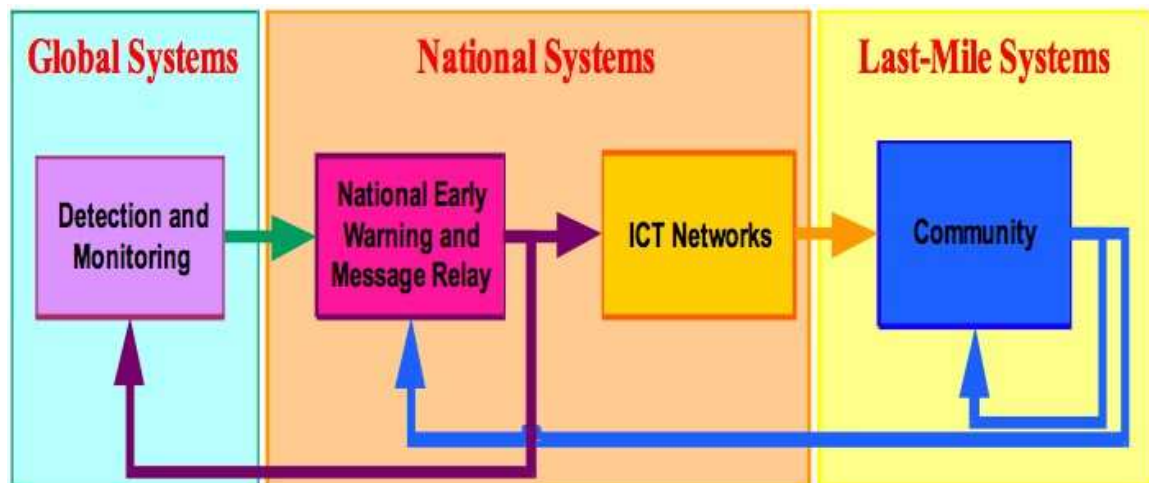 Global Systems
National Systems
Last-Mile Systems
Detection and
Monitoring
National Early
Warning and
Message Relay
ICT Networks
Community